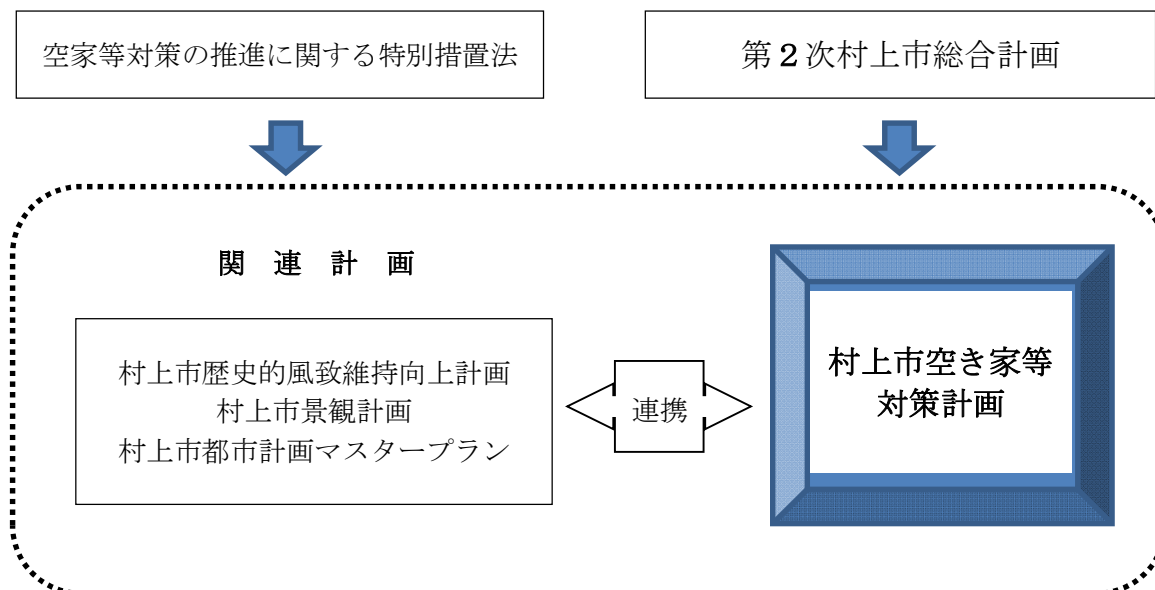 空家等対策の推進に関する特別措置法
第２次村上市総合計画
関 連 計 画
村上市歴史的風致維持向上計画
村上市景観計画
村上市都市計画マスタープラン
連携
村上市空き家等
対策計画